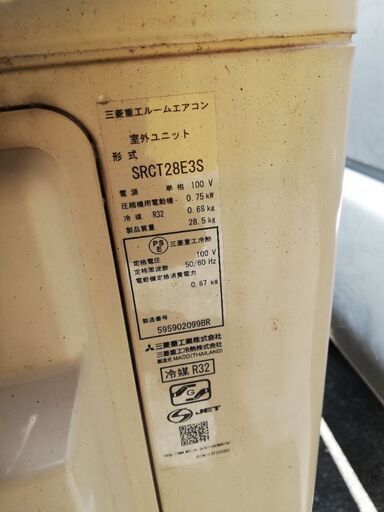 三菱重工ルームエアコン
室外ユニット
形式 SRCT28E3S
電源 単相 100 V
圧縮機用電動機: 0.75kW
冷媒 R32 0.68 kg
製品質量 28.5kg
PS E 三菱重工冷熱
定格電圧 100 V
定格周波数 50/60 Hz
電動機定格消費電力
0.87 kW
製造番号
595902099BR
三菱重工業株式会社
三菱重工冷熱株式会社
製造元 MACO(THAILAND)
冷媒 R32
G
S JET